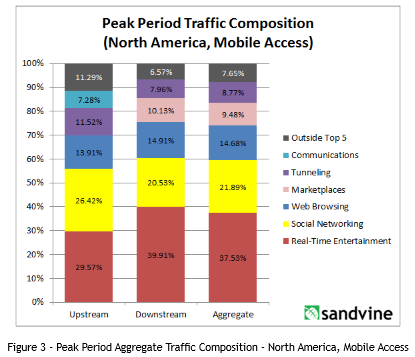 Peak Period Traffic Composition
(North America, Mobile Access)
100%
90%
80%
70%
60%
50%
40%
30%
20%
10%
0%
11.29%
7.28%
11.52%
13.91%
26.42%
29.57%
6.57%
7.96%
10.13%
14.91%
20.53%
39.91%
7.65%
8.77%
9.48%
14.68%
21.89%
37.53%
Upstream
Downstream
Aggregate
Outside Top 5
Communications
Tunneling
Marketplaces
Web Browsing
Social Networking
Real-Time Entertainment
sandvine
Figure 3 - Peak Period Aggregate Traffic Composition - North America, Mobile Access